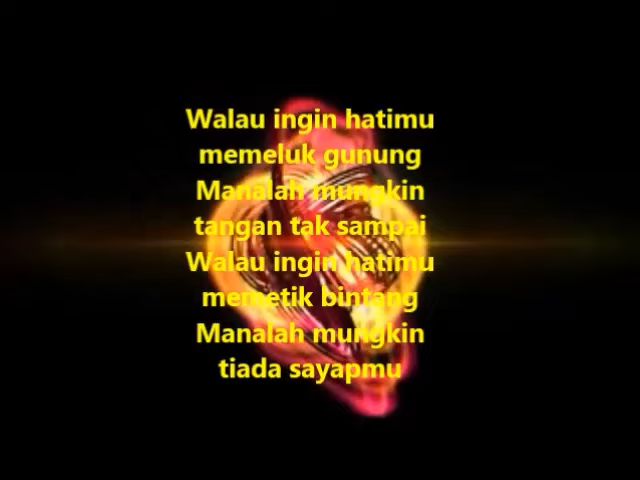 Walau ingin hatimu
memeluk gunung
Manalah mungkin
tangan tak sampai
Walau ingin hatimu
memetik bintang
Manalah mungkin
tiada sayapmu